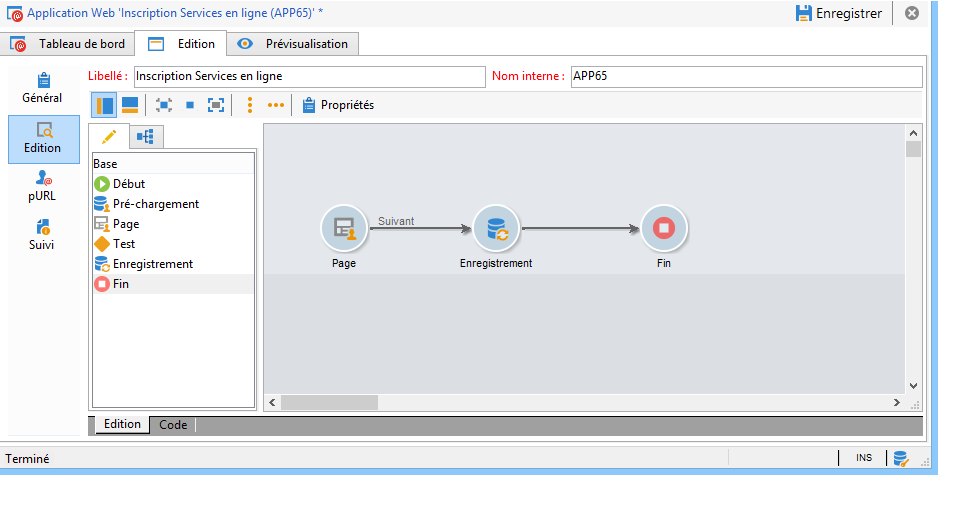 Application Web 'Inscription Services en ligne (APP65)' *
Enregistrer
Tableau de bord
Edition
Prévisualisation
Général
Edition
pURL
Suivi
Libellé :
Inscription Services en ligne
Nom interne :
APP65
Propriétés
Base
Début
Pré-chargement
Page
Test
Enregistrement
Fin
Suivant
Page
Enregistrement
Fin
Edition
Code
Terminé
INS